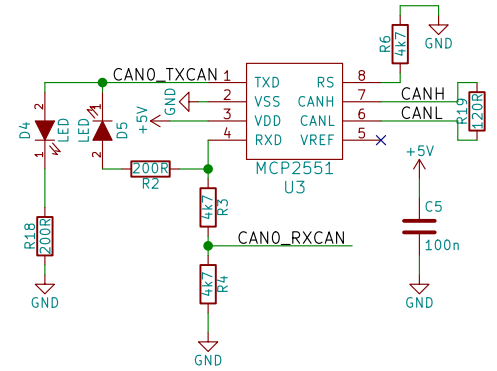 R6
4k7
GND
CAN0_TXCAN
1
TXD
RS
8
2
D4
1
LED
LED
1
D5
2
+5V
GND
2
VSS
CANH
7
CANH
3
VDD
CANL
6
CANL
4
RXD
VREF
5
R19
120R
MCP2551
U3
200R
R2
+5V
4k7
R3
R18
200R
CAN0_RXCAN
C5
100n
4k7
R4
GND
GND
GND